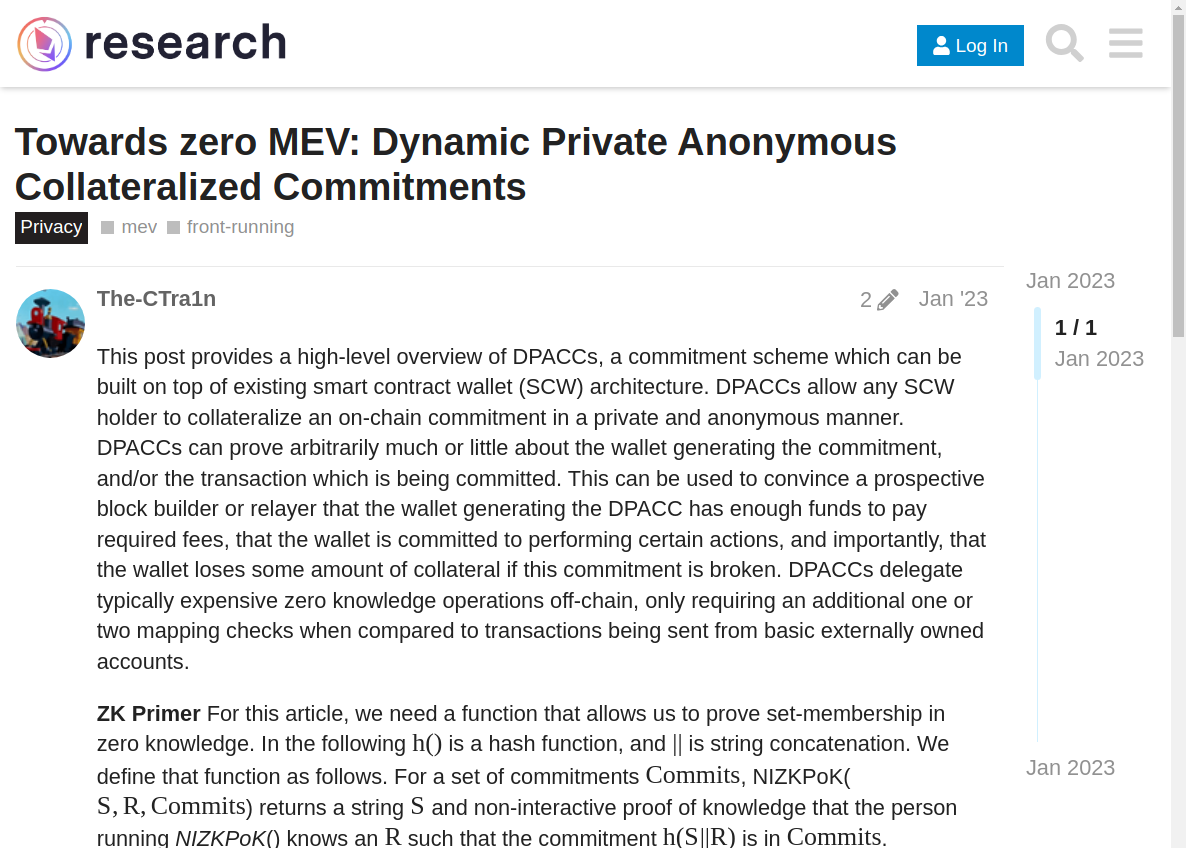 research
Log In
Towards zero MEV: Dynamic Private Anonymous
Collateralized Commitments
Privacy mev front-running
The-CTra1n 2 Jan '23
Jan 2023
1 / 1
Jan 2023
Jan 2023
This post provides a high-level overview of DPACCs, a commitment scheme which can be
built on top of existing smart contract wallet (SCW) architecture. DPACCs allow any SCW
holder to collateralize an on-chain commitment in a private and anonymous manner.
DPACCs can prove arbitrarily much or little about the wallet generating the commitment,
and/or the transaction which is being committed. This can be used to convince a prospective
block builder or relayer that the wallet generating the DPACC has enough funds to pay
required fees, that the wallet is committed to performing certain actions, and importantly, that
the wallet loses some amount of collateral if this commitment is broken. DPACCs delegate
typically expensive zero knowledge operations off-chain, only requiring an additional one or
two mapping checks when compared to transactions being sent from basic externally owned
accounts.
ZK Primer For this article, we need a function that allows us to prove set-membership in
zero knowledge. In the following h() is a hash function, and || is string concatenation. We
define that function as follows. For a set of commitments Commits, NIZKPoK(
S, R, Commits) returns a string S and non-interactive proof of knowledge that the person
running NIZKPoK() knows an R such that the commitment h(S||R) is in Commits.